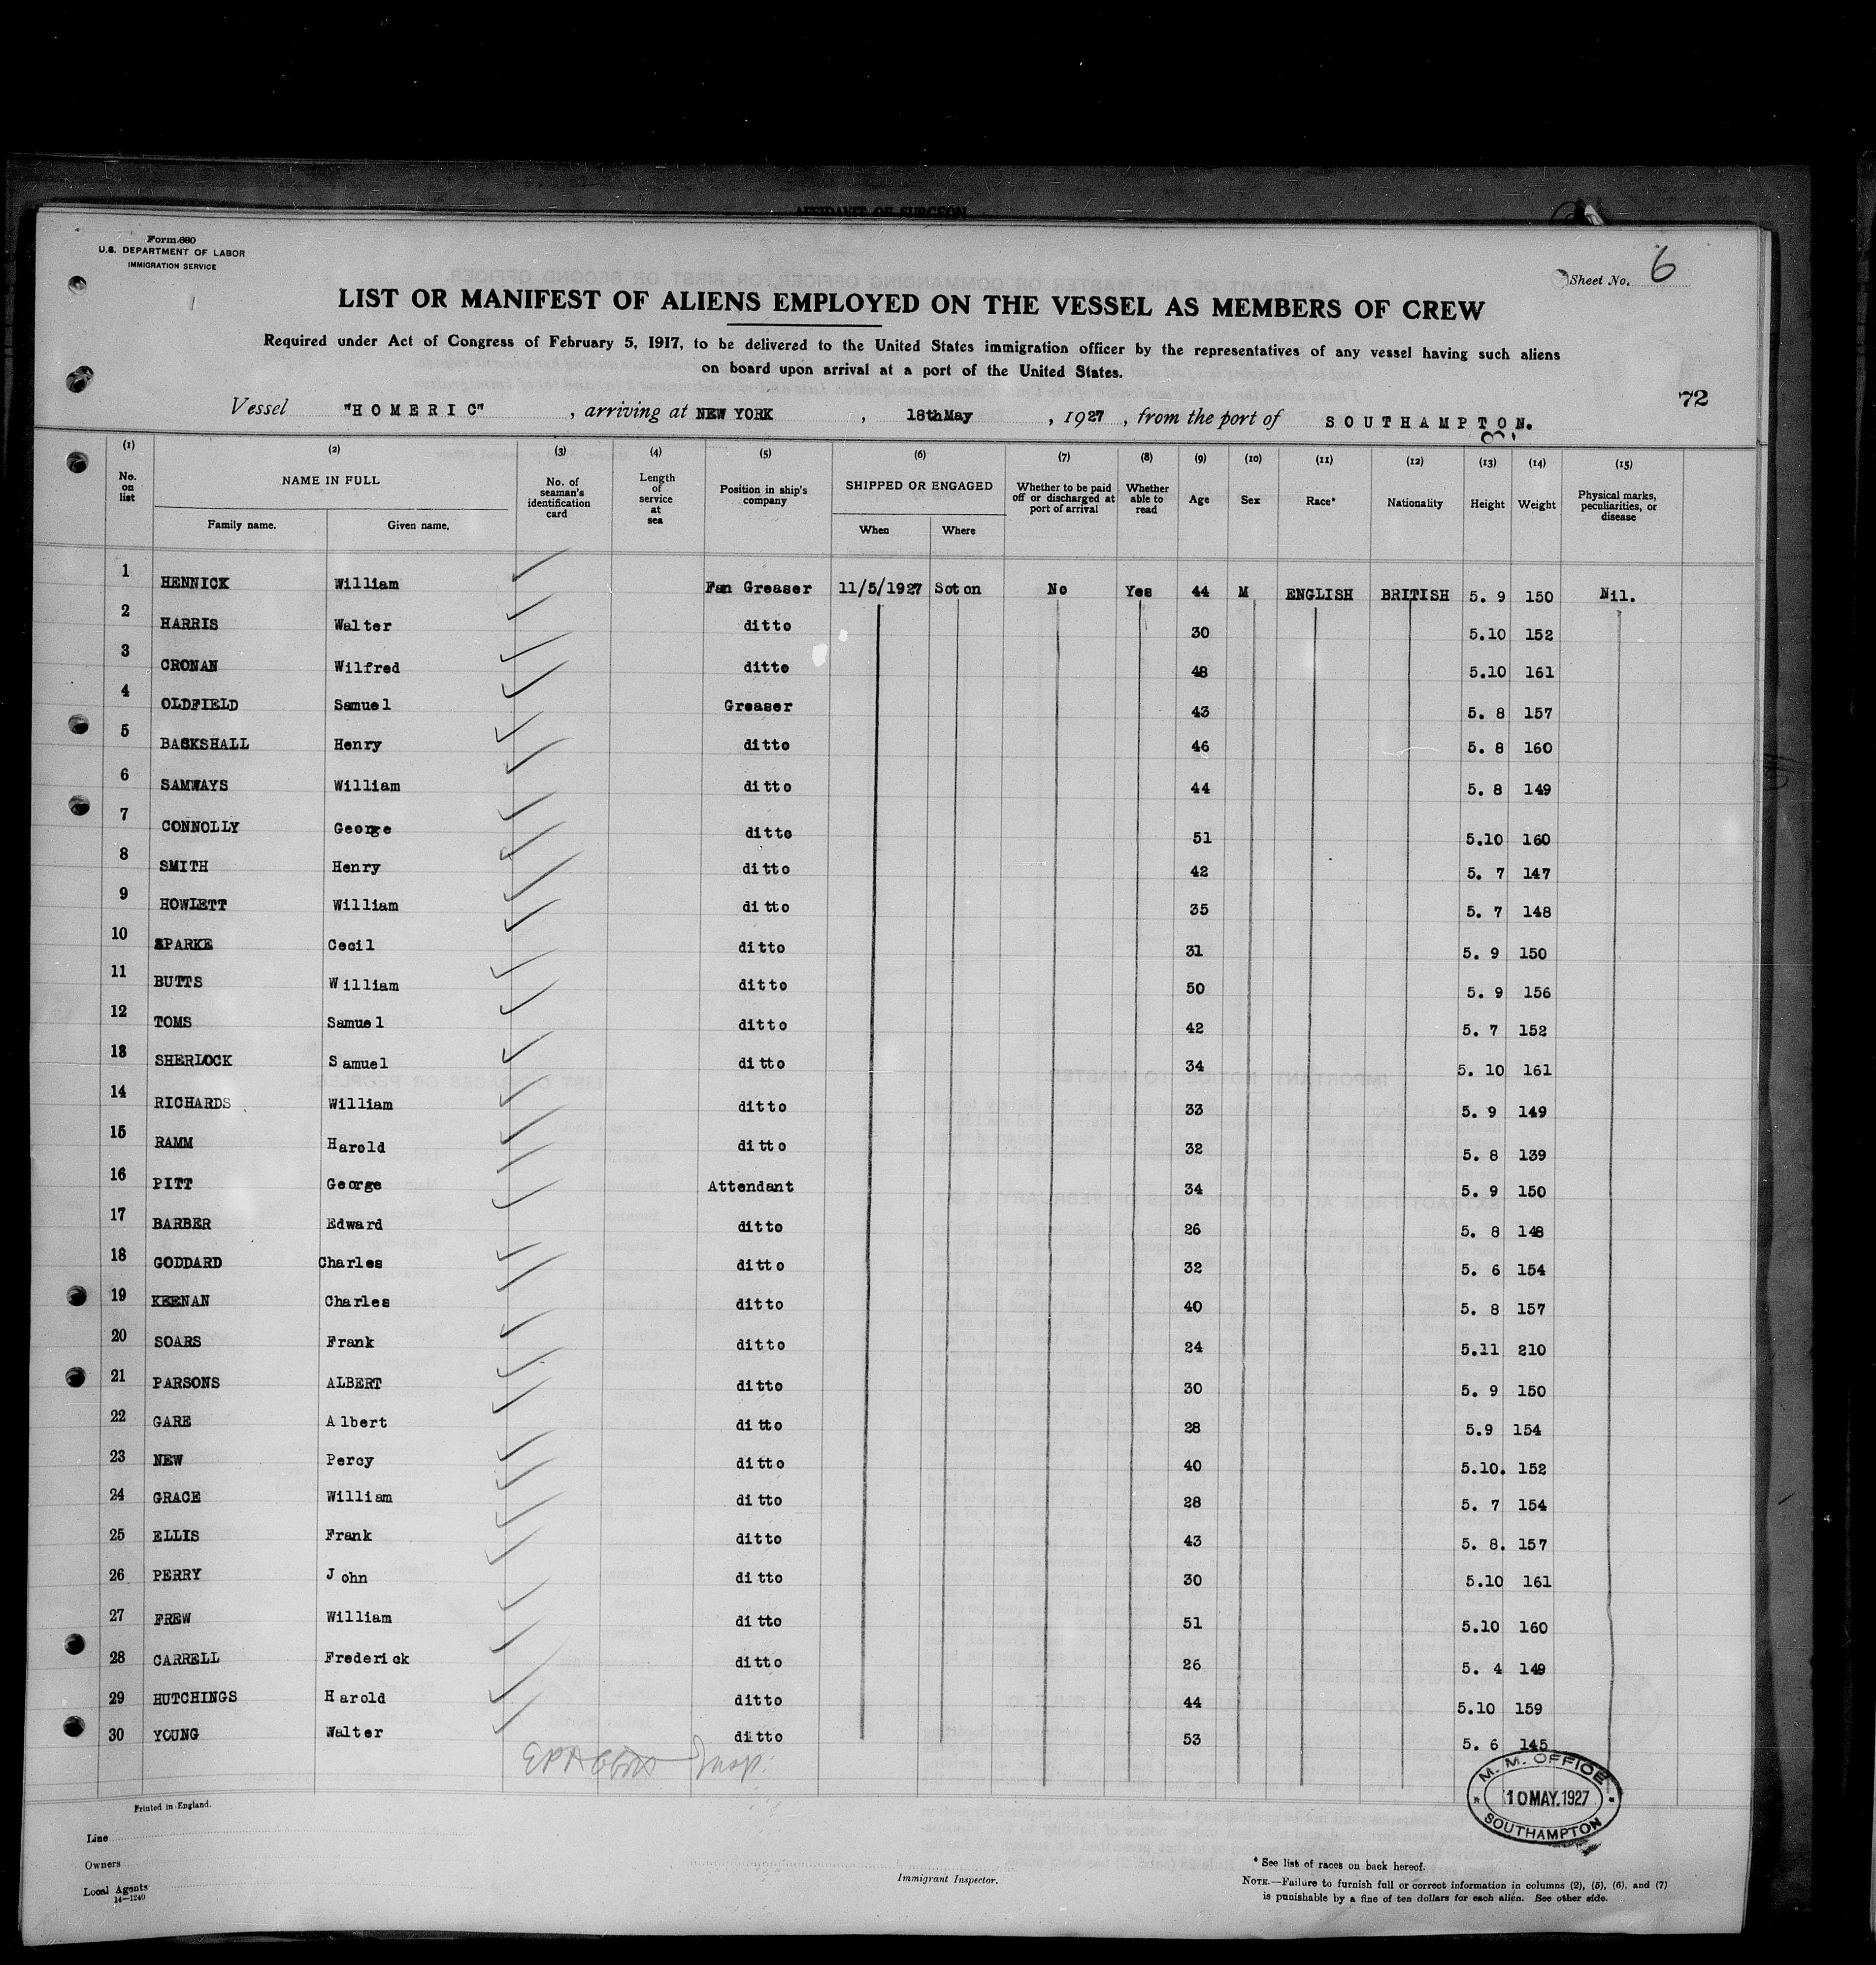 AFFIDAVIT OF SURGEON
Form 680
U.S. DEPARTMENT OF LABOR
IMMIGRATION SERVICE
Sheet No. 6
LIST OR MANIFEST OF ALIENS EMPLOYED ON THE VESSEL AS MEMBERS OF CREW
Required under Act of Congress of February 5, 1917, to be delivered to the United States immigration officer by the representatives of any vessel having such aliens
on board upon arrival at a port of the United States.
72
Vessel "HOMERIC", arriving at NEW YORK, 18thMay, 1927, from the port of SOUTHAMPTON.
(1) (2) (3) (4) (5) (6) (7) (8) (9) (10) (11) (12) (13) (14) (15)
No. on list NAME IN FULL Family name. Given name. No. of seaman's identification card Length of service at sea Position in ship's company SHIPPED OR ENGAGED When Where Whether to be paid off or discharged at port of arrival Whether able to read Age Sex Race* Nationality Height Weight Physical marks, peculiarities, or disease
1 HENNICK William Fan Greaser 11/5/1927 Soton No Yes 44 M ENGLISH BRITISH 5. 9 150 Nil.
2 HARRIS Walter ditto 30 5.10 152
3 CRONAN Wilfred ditto 48 5.10 161
4 OLDFIELD Samuel Greaser 43 5. 8 157
5 BACKSHALL Henry ditto 46 5. 8 160
6 SAMWAYS William ditto 44 5. 8 149
7 CONNOLLY George ditto 51 5.10 160
8 SMITH Henry ditto 42 5. 7 147
9 HOWLETT William ditto 35 5. 7 148
10 SPARKE Cecil ditto 31 5. 9 150
11 BUTTS William ditto 50 5. 9 156
12 TOMS Samuel ditto 42 5. 7 152
13 SHERLOCK Samuel ditto 34 5. 10 161
14 RICHARDS William ditto 33 5. 9 149
15 RAMM Harold ditto 32 5. 8 139
16 PITT George Attendant 34 5. 9 150
17 BARBER Edward ditto 26 5. 8 148
18 GODDARD Charles ditto 32 5. 6 154
19 KEENAN Charles ditto 40 5. 8 157
20 SOARS Frank ditto 24 5.11 210
21 PARSONS ALBERT ditto 30 5. 9 150
22 GARE Albert ditto 28 5.9 154
23 NEW Percy ditto 40 5.10. 152
24 GRACE William ditto 28 5. 7 154
25 ELLIS Frank ditto 43 5. 8. 157
26 PERRY John ditto 30 5.10 161
27 FREW William ditto 51 5.10 160
28 CARRELL Frederick ditto 26 5. 4 149
29 HUTCHINGS Harold ditto 44 5.10 159
30 YOUNG Walter ditto 53 5. 6 145
Insp.
M. M. OFFICE
10 MAY.1927
SOUTHAMPTON
Printed in England.
Line
Owners
Local Agents
14—1240
Immigrant Inspector.
* See list of races on back hereof.
NOTE.—Failure to furnish full or correct information in columns (2), (5), (6), and (7)
is punishable by a fine of ten dollars for each alien. See other side.